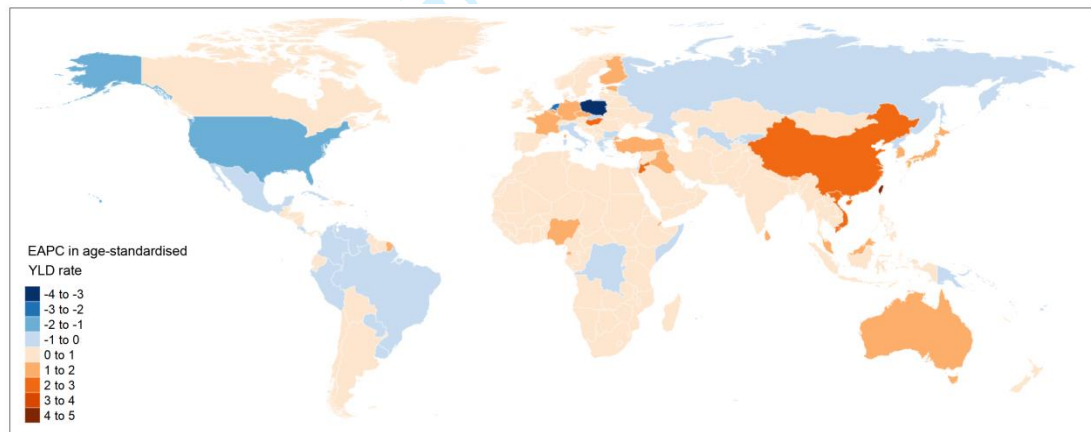 EAPC in age-standardised
YLD rate
-4 to -3
-3 to -2
-2 to -1
-1 to 0
0 to 1
1 to 2
2 to 3
3 to 4
4 to 5